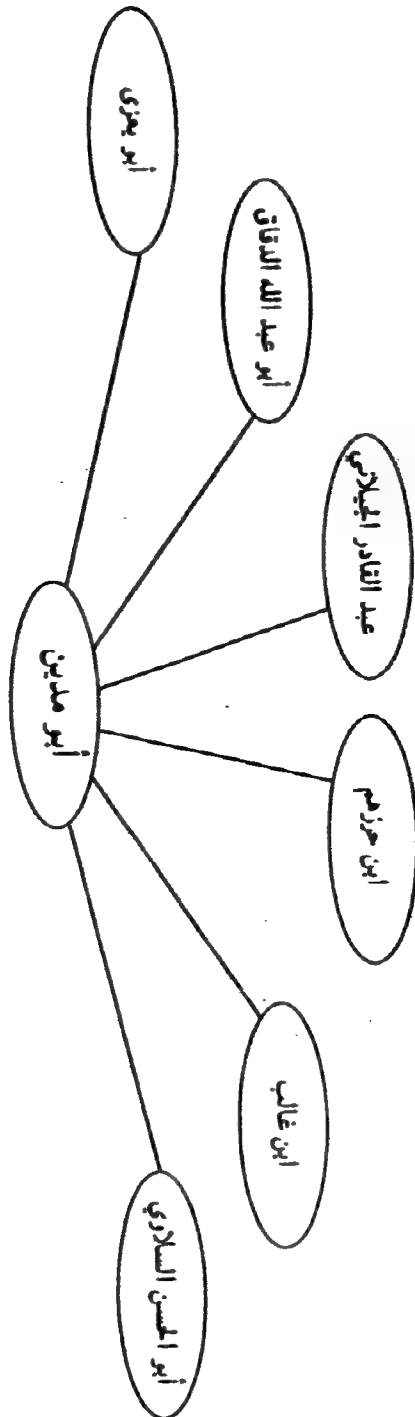 أبو الحسن السلاوي
ابن غالب
ابن حرزهم
عبد القادر الجيلاني
أبو عبد الله الدقاق
أبو يعزى
أبو مدين